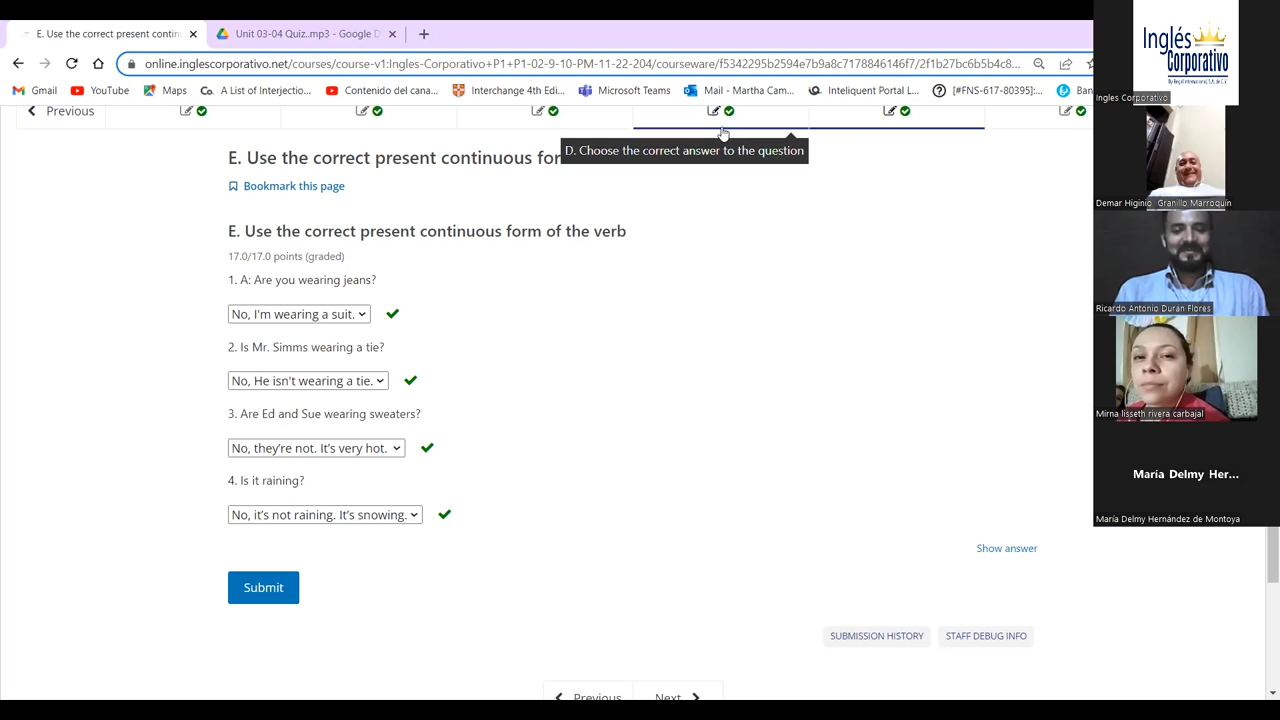 E. Use the correct present contin
Unit 03-04 Quiz..mp3 - Google D
online.inglescorporativo.net/courses/course-v1:Ingles-Corporativo+P1+P1-02-9-10-PM-11-22-204/courseware/f5342295b2594e7b9a8c7178846146f7/2f1b27bc6b5b4c8...
Gmail
YouTube
Maps
A List of Interjectio...
Contenido del cana...
Interchange 4th Edi...
Microsoft Teams
Mail - Martha Cam...
Inteliquent Portal L...
[#FNS-617-80395]:...
Ban
Previous
D. Choose the correct answer to the question
E. Use the correct present continuous for
Bookmark this page
E. Use the correct present continuous form of the verb
17.0/17.0 points (graded)
1. A: Are you wearing jeans?
No, I'm wearing a suit.
2. Is Mr. Simms wearing a tie?
No, He isn't wearing a tie.
3. Are Ed and Sue wearing sweaters?
No, they're not. It's very hot.
4. Is it raining?
No, it's not raining. It's snowing.
Show answer
Submit
SUBMISSION HISTORY
STAFF DEBUG INFO
Previous
Next
Inglés
Corporativo
Ingles Corporativo
Demar Higinio Granillo Marroquín
Ricardo Antonio Durán Flores
Mirna lisseth rivera carbajal
María Delmy Her...
María Delmy Hernández de Montoya